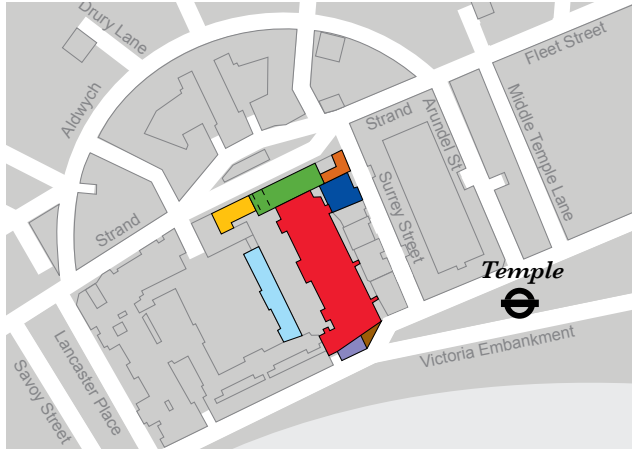 Drury Lane
Fleet Street
Aldwych
Strand
Arundel St
Middle Temple Lane
Surrey Street
Strand
Temple
Lancaster Place
Victoria Embankment
Savoy Street